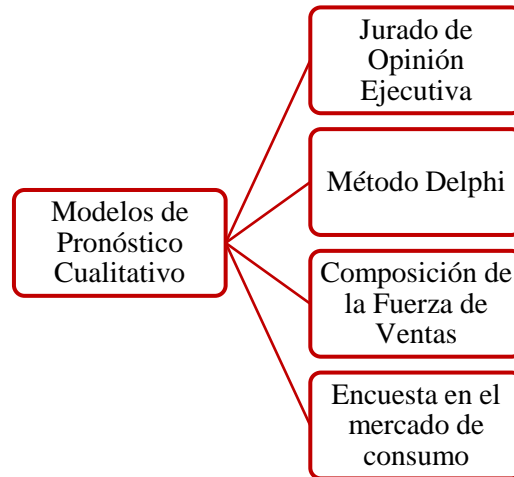 Jurado de
Opinión
Ejecutiva
Método Delphi
Modelos de
Pronóstico
Cualitativo
Composición de
la Fuerza de
Ventas
Encuesta en el
mercado de
consumo